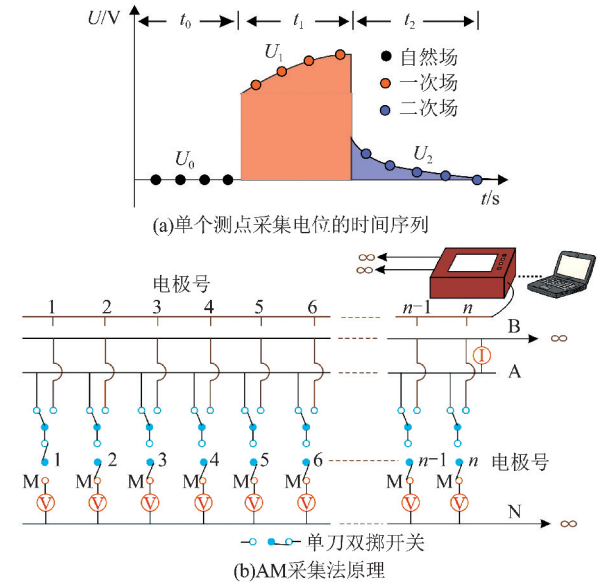 U/V
t₀
t₁
t₂
U₁
自然场
一次场
二次场
U₀
U₂
t/s
(a)单个测点采集电位的时间序列
∞
∞
电极号
1 2 3 4 5 6 n−1 n
B
∞
I
A
1 2 3 4 5 6 n−1 n
电极号
M M M M M M M M
V V V V V V V V
N
∞
单刀双掷开关
(b)AM采集法原理